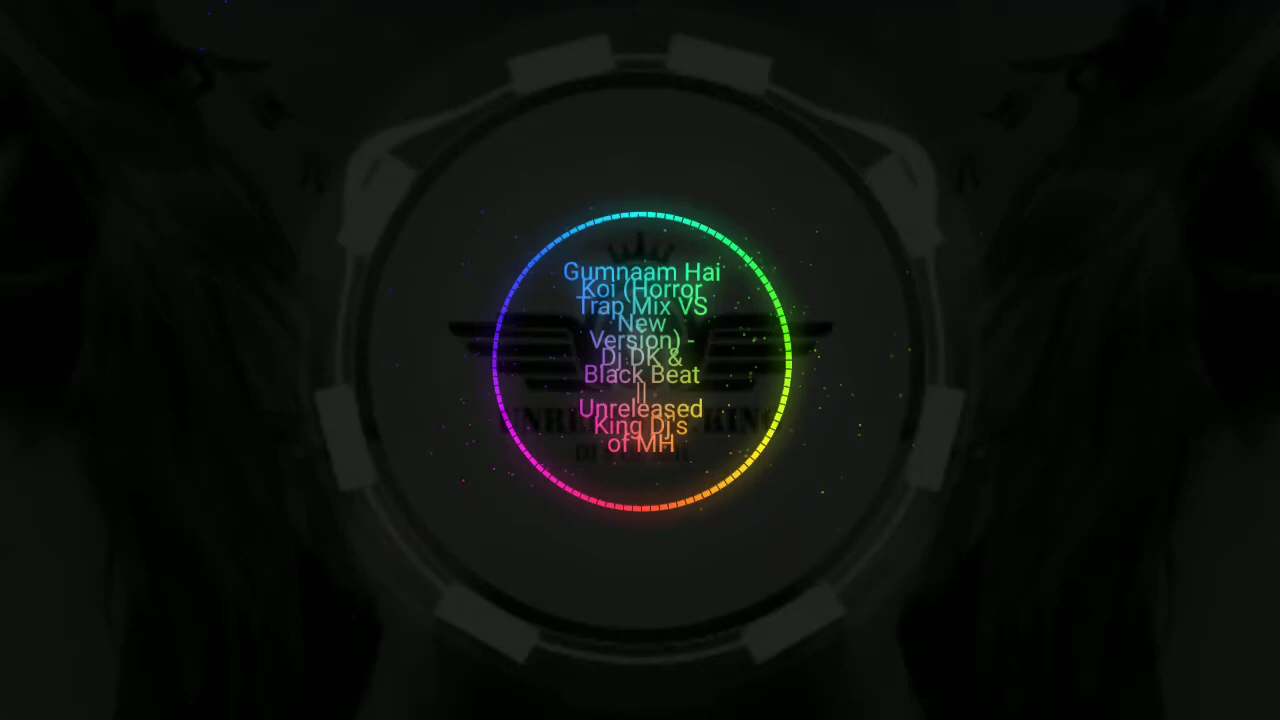 Gumnaam Hai
Koi (Horror
Trap Mix VS
New
Version) -
Dj DK &
Black Beat
||
Unreleased
King Dj's
of MH